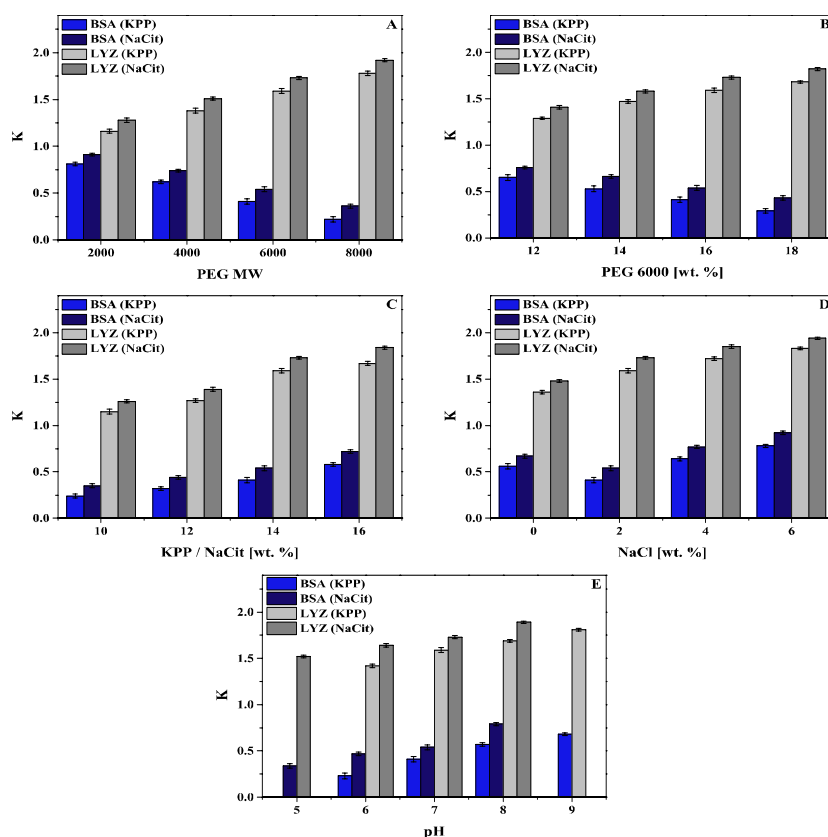 A
BSA (KPP)
BSA (NaCit)
LYZ (KPP)
LYZ (NaCit)
2.0
1.5
1.0
0.5
0.0
K
2000 4000 6000 8000
PEG MW
B
BSA (KPP)
BSA (NaCit)
LYZ (KPP)
LYZ (NaCit)
2.0
1.5
1.0
0.5
0.0
K
12 14 16 18
PEG 6000 [wt. %]
C
BSA (KPP)
BSA (NaCit)
LYZ (KPP)
LYZ (NaCit)
2.0
1.5
1.0
0.5
0.0
K
10 12 14 16
KPP / NaCit [wt. %]
D
BSA (KPP)
BSA (NaCit)
LYZ (KPP)
LYZ (NaCit)
2.0
1.5
1.0
0.5
0.0
K
0 2 4 6
NaCl [wt. %]
E
BSA (KPP)
BSA (NaCit)
LYZ (KPP)
LYZ (NaCit)
2.0
1.5
1.0
0.5
0.0
K
5 6 7 8 9
pH